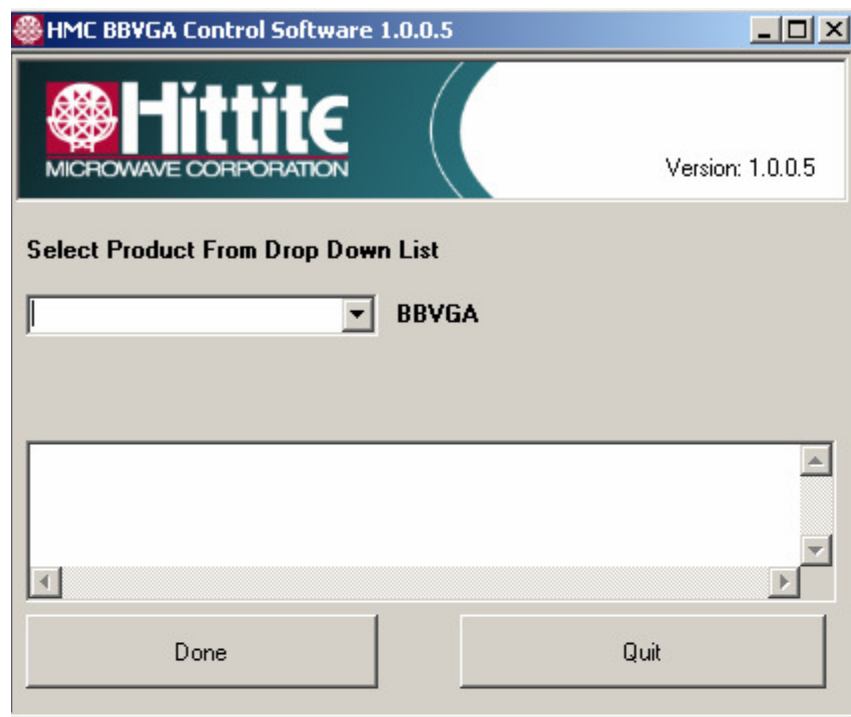 HMC BBVGA Control Software 1.0.0.5
Hittite
MICROWAVE CORPORATION
Version: 1.0.0.5
Select Product From Drop Down List
BBVGA
Done
Quit